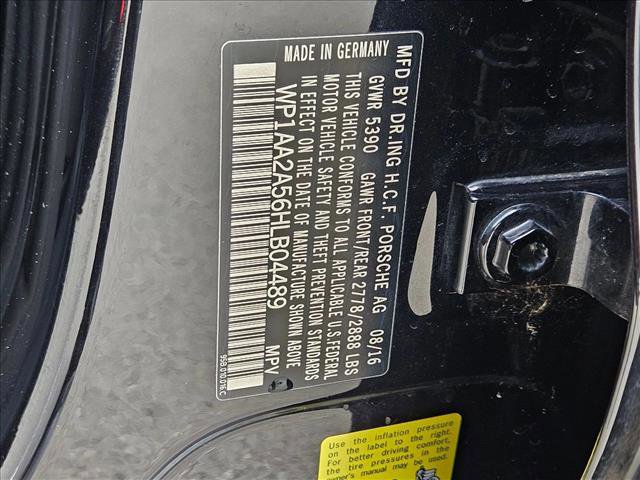 MFD BY DR.ING H.C.F. PORSCHE AG 08/16
GVWR 5390 GAWR FRONT/REAR 2778/2888 LBS
THIS VEHICLE CONFORMS TO ALL APPLICABLE U.S.FEDERAL
MOTOR VEHICLE SAFETY AND THEFT PREVENTION STANDARDS
IN EFFECT ON THE DATE OF MANUFACTURE SHOWN ABOVE
WP1AA2A56HLB04489 MPV
MADE IN GERMANY
95B.010.016.C
Use the inflation pressure
on the label to the right.
For better driving comfort,
the tire pressures in the
owner's manual may be used.